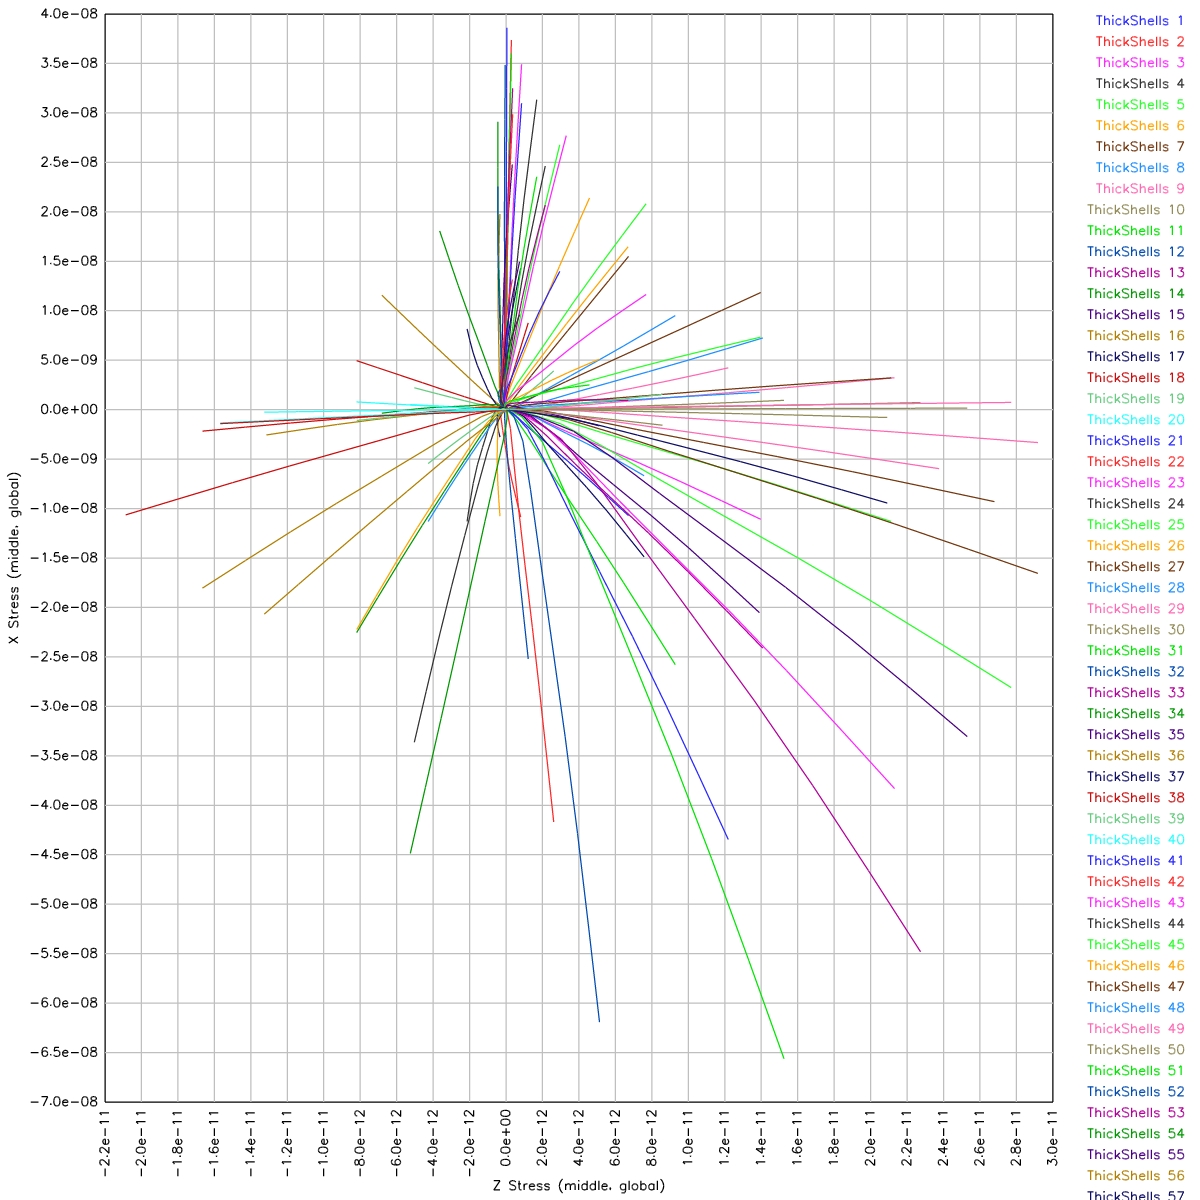 4.0e−08
3.5e−08
3.0e−08
2.5e−08
2.0e−08
1.5e−08
1.0e−08
5.0e−09
0.0e+00
−5.0e−09
−1.0e−08
−1.5e−08
−2.0e−08
−2.5e−08
−3.0e−08
−3.5e−08
−4.0e−08
−4.5e−08
−5.0e−08
−5.5e−08
−6.0e−08
−6.5e−08
−7.0e−08
X Stress (middle, global)
−2.2e−11
−2.0e−11
−1.8e−11
−1.6e−11
−1.4e−11
−1.2e−11
−1.0e−11
−8.0e−12
−6.0e−12
−4.0e−12
−2.0e−12
0.0e+00
2.0e−12
4.0e−12
6.0e−12
8.0e−12
1.0e−11
1.2e−11
1.4e−11
1.6e−11
1.8e−11
2.0e−11
2.2e−11
2.4e−11
2.6e−11
2.8e−11
3.0e−11
Z Stress (middle, global)
ThickShells 1
ThickShells 2
ThickShells 3
ThickShells 4
ThickShells 5
ThickShells 6
ThickShells 7
ThickShells 8
ThickShells 9
ThickShells 10
ThickShells 11
ThickShells 12
ThickShells 13
ThickShells 14
ThickShells 15
ThickShells 16
ThickShells 17
ThickShells 18
ThickShells 19
ThickShells 20
ThickShells 21
ThickShells 22
ThickShells 23
ThickShells 24
ThickShells 25
ThickShells 26
ThickShells 27
ThickShells 28
ThickShells 29
ThickShells 30
ThickShells 31
ThickShells 32
ThickShells 33
ThickShells 34
ThickShells 35
ThickShells 36
ThickShells 37
ThickShells 38
ThickShells 39
ThickShells 40
ThickShells 41
ThickShells 42
ThickShells 43
ThickShells 44
ThickShells 45
ThickShells 46
ThickShells 47
ThickShells 48
ThickShells 49
ThickShells 50
ThickShells 51
ThickShells 52
ThickShells 53
ThickShells 54
ThickShells 55
ThickShells 56
ThickShells 57